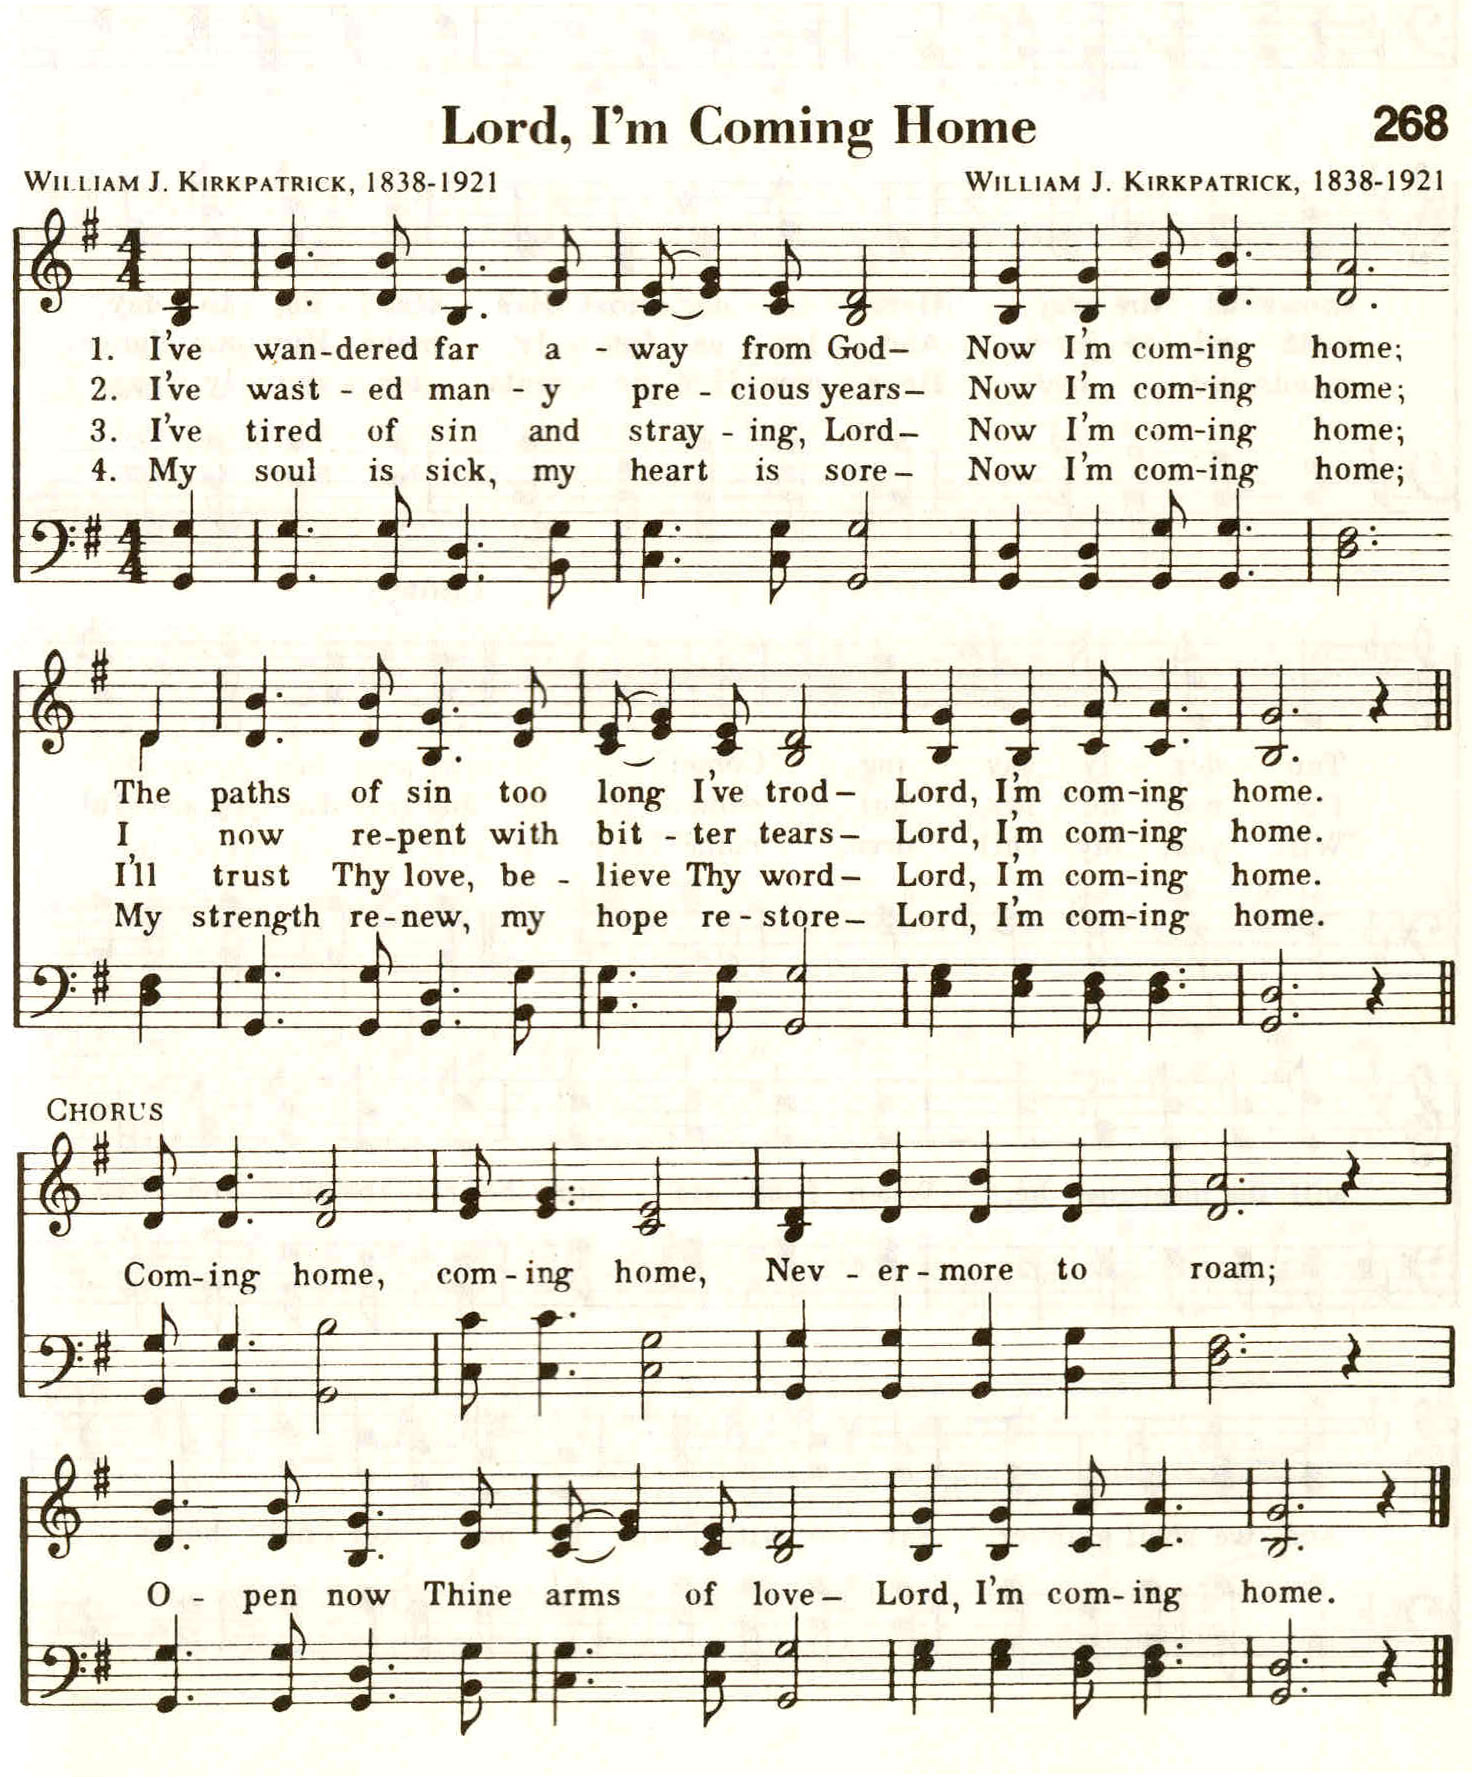 Lord, I'm Coming Home 268
WILLIAM J. KIRKPATRICK, 1838-1921 WILLIAM J. KIRKPATRICK, 1838-1921
1. I've wan-dered far a - way from God– Now I'm com-ing home;
2. I've wast - ed man - y pre - cious years– Now I'm com-ing home;
3. I've tired of sin and stray - ing, Lord– Now I'm com-ing home;
4. My soul is sick, my heart is sore– Now I'm com-ing home;
The paths of sin too long I've trod– Lord, I'm com-ing home.
I now re-pent with bit - ter tears– Lord, I'm com-ing home.
I'll trust Thy love, be - lieve Thy word– Lord, I'm com-ing home.
My strength re-new, my hope re - store– Lord, I'm com-ing home.
CHORUS
Com-ing home, com - ing home, Nev - er - more to roam;
O - pen now Thine arms of love– Lord, I'm com- ing home.